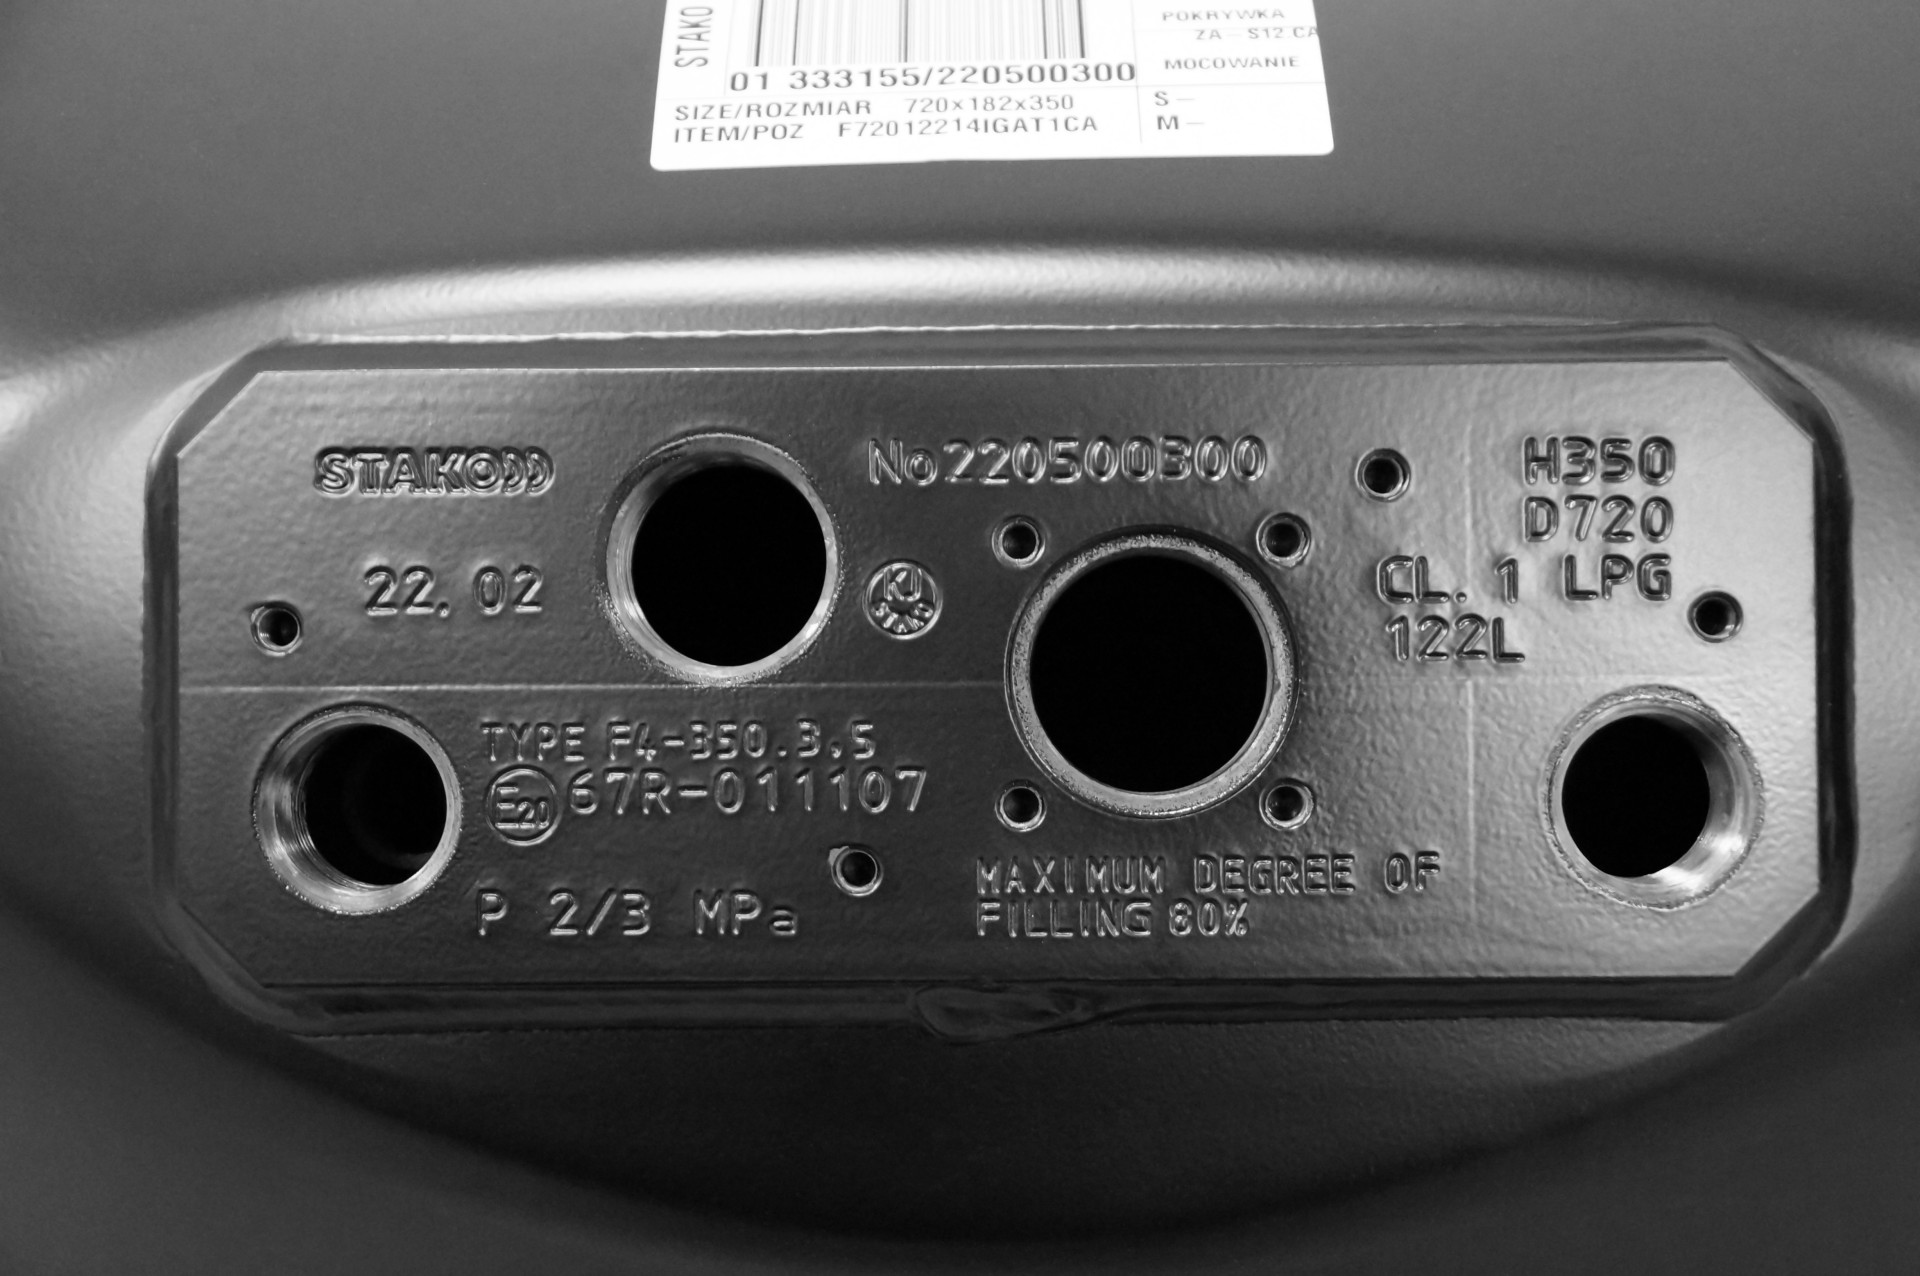 STAKO
01 333155/220500300
SIZE/ROZMIAR 720x182x350
ITEM/POZ F72012214IGAT1CA
POKRYWKA
ZA - S12 CA
MOCOWANIE
S -
M -
STAKO
22. 02
No220500300
KJ
STAKO
H350
D720
CL. 1 LPG
122L
TYPE F4-350.3.5
E20 67R-011107
P 2/3 MPa
MAXIMUM DEGREE OF
FILLING 80%